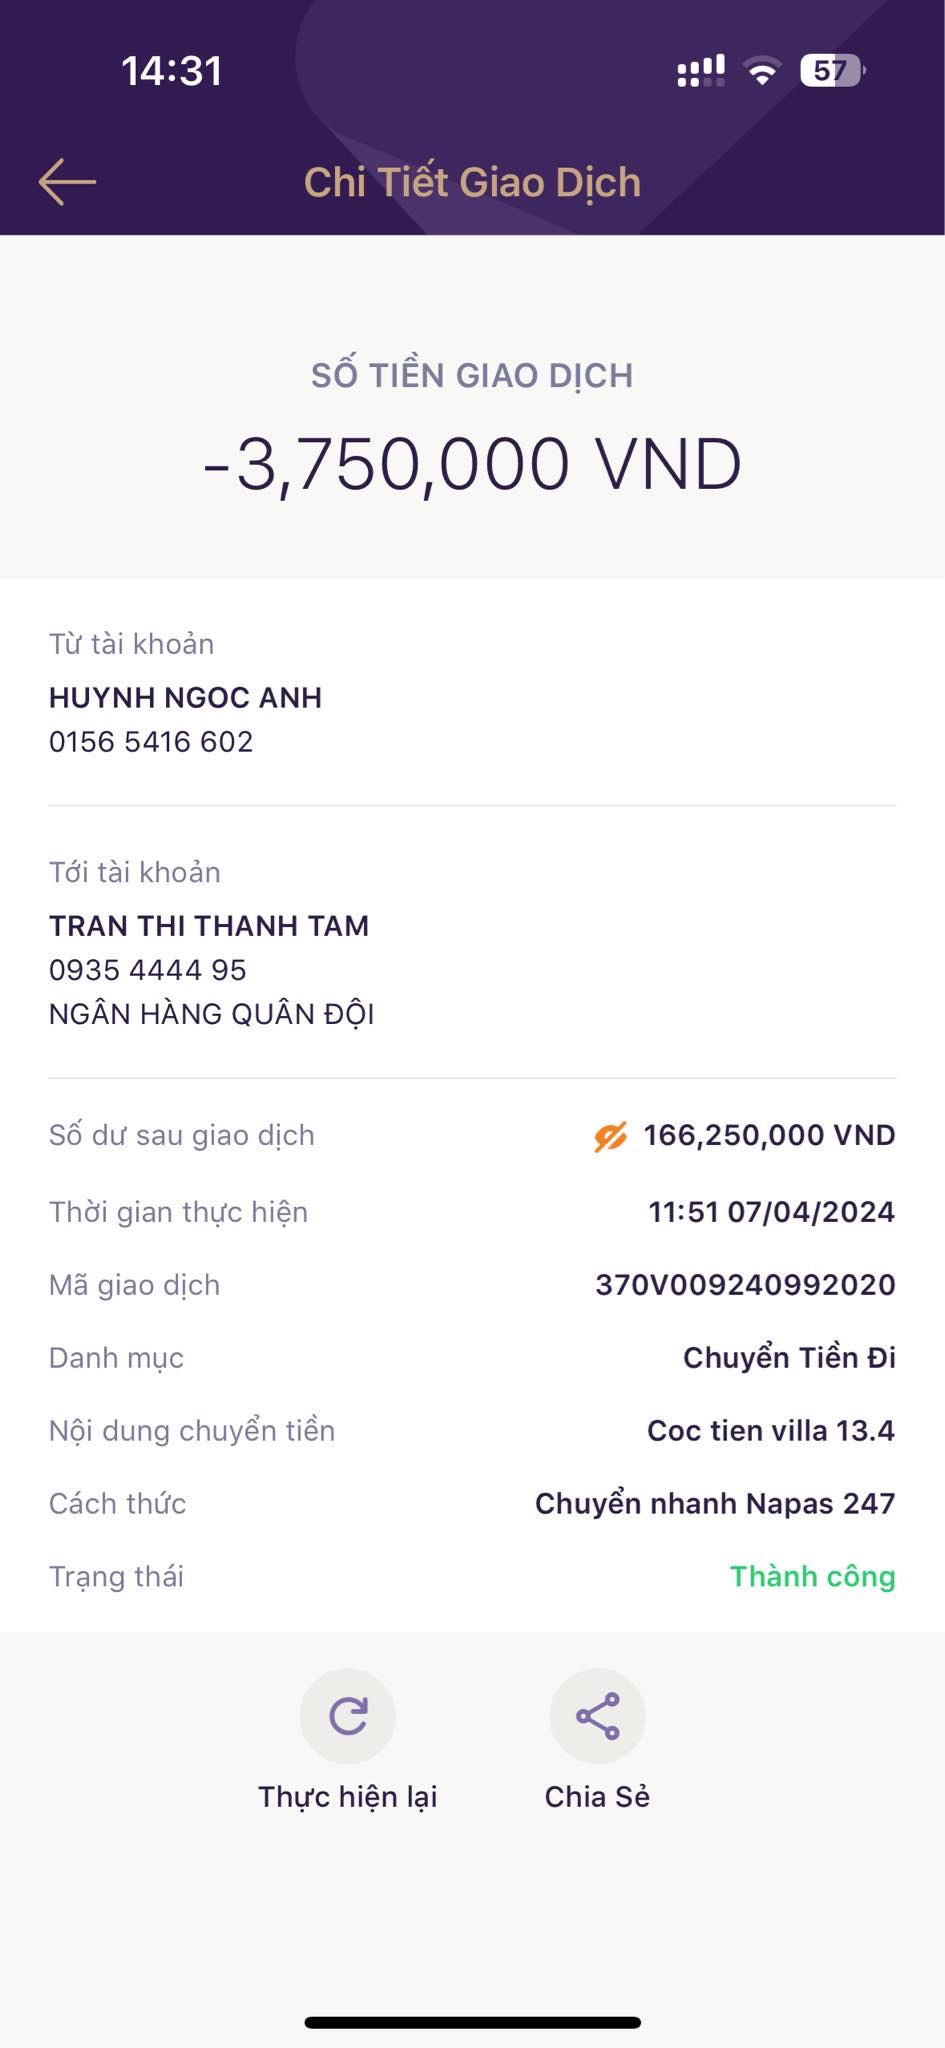 14:31
57
Chi Tiết Giao Dịch
SỐ TIỀN GIAO DỊCH
-3,750,000 VND
Từ tài khoản
HUYNH NGOC ANH
0156 5416 602
Tới tài khoản
TRAN THI THANH TAM
0935 4444 95
NGÂN HÀNG QUÂN ĐỘI
Số dư sau giao dịch 166,250,000 VND
Thời gian thực hiện 11:51 07/04/2024
Mã giao dịch 370V009240992020
Danh mục Chuyển Tiền Đi
Nội dung chuyển tiền Coc tien villa 13.4
Cách thức Chuyển nhanh Napas 247
Trạng thái Thành công
Thực hiện lại Chia Sẻ